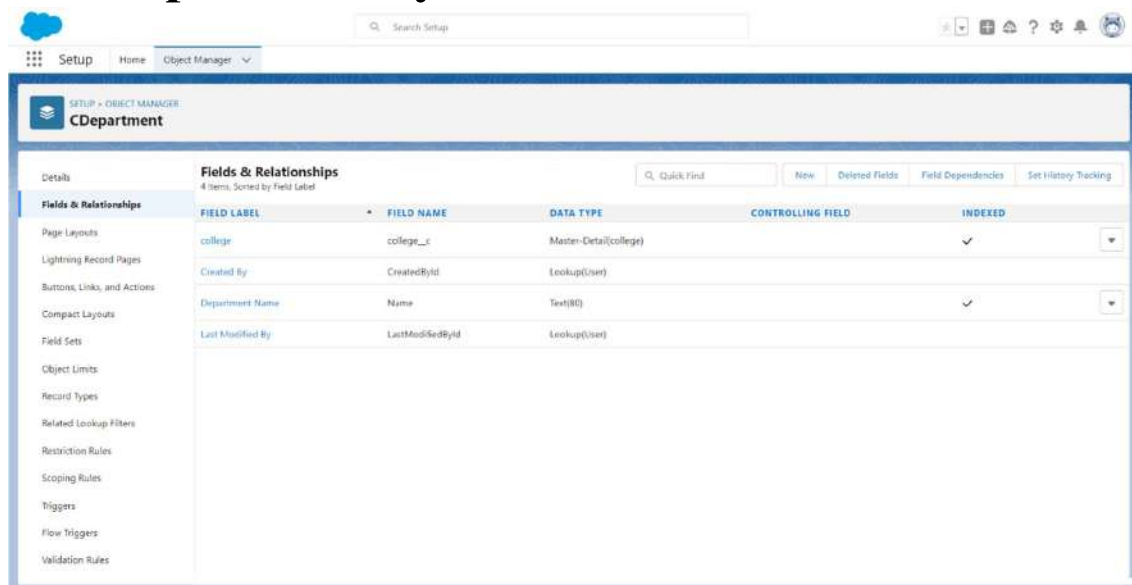 Search Setup
Setup Home Object Manager
SETUP > OBJECT MANAGER
CDepartment
Details
Fields & Relationships
Page Layouts
Lightning Record Pages
Buttons, Links, and Actions
Compact Layouts
Field Sets
Object Limits
Record Types
Related Lookup Filters
Restriction Rules
Scoping Rules
Triggers
Flow Triggers
Validation Rules
Fields & Relationships
4 Items, Sorted by Field Label
Quick Find New Deleted Fields Field Dependencies Set History Tracking
FIELD LABEL FIELD NAME DATA TYPE CONTROLLING FIELD INDEXED
college college__c Master-Detail(college)
Created By CreatedById Lookup(User)
Department Name Name Text(80)
Last Modified By LastModifiedById Lookup(User)